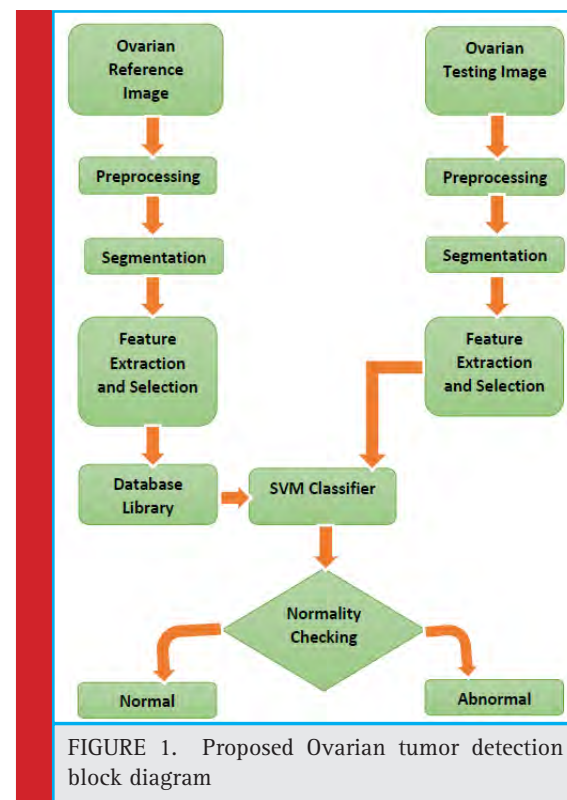 Ovarian
Reference
Image
Preprocessing
Segmentation
Feature
Extraction
and Selection
Database
Library
Ovarian
Testing Image
Preprocessing
Segmentation
Feature
Extraction
and Selection
SVM Classifier
Normality
Checking
Normal
Abnormal
FIGURE 1. Proposed Ovarian tumor detection
block diagram